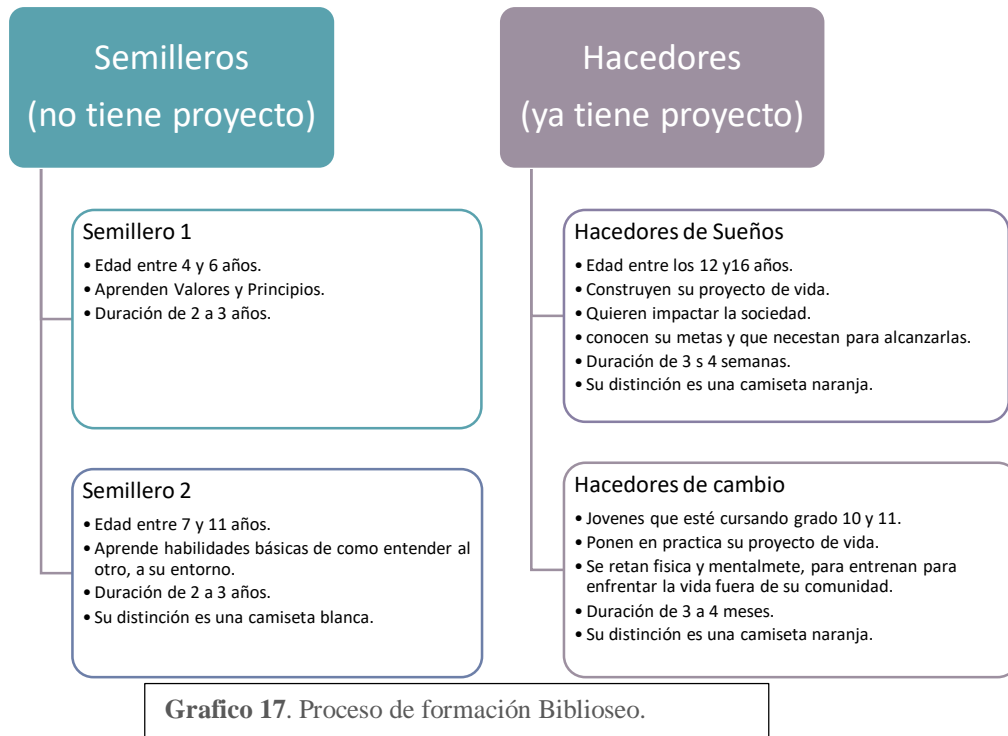 Semilleros
(no tiene proyecto)
Semillero 1
• Edad entre 4 y 6 años.
• Aprenden Valores y Principios.
• Duración de 2 a 3 años.
Semillero 2
• Edad entre 7 y 11 años.
• Aprende habilidades básicas de como entender al
otro, a su entorno.
• Duración de 2 a 3 años.
• Su distinción es una camiseta blanca.
Hacedores
(ya tiene proyecto)
Hacedores de Sueños
• Edad entre los 12 y16 años.
• Construyen su proyecto de vida.
• Quieren impactar la sociedad.
• conocen su metas y que necestan para alcanzarlas.
• Duración de 3 s 4 semanas.
• Su distinción es una camiseta naranja.
Hacedores de cambio
• Jovenes que esté cursando grado 10 y 11.
• Ponen en practica su proyecto de vida.
• Se retan fisica y mentalmete, para entrenan para
enfrentar la vida fuera de su comunidad.
• Duración de 3 a 4 meses.
• Su distinción es una camiseta naranja.
Grafico 17. Proceso de formación Biblioseo.